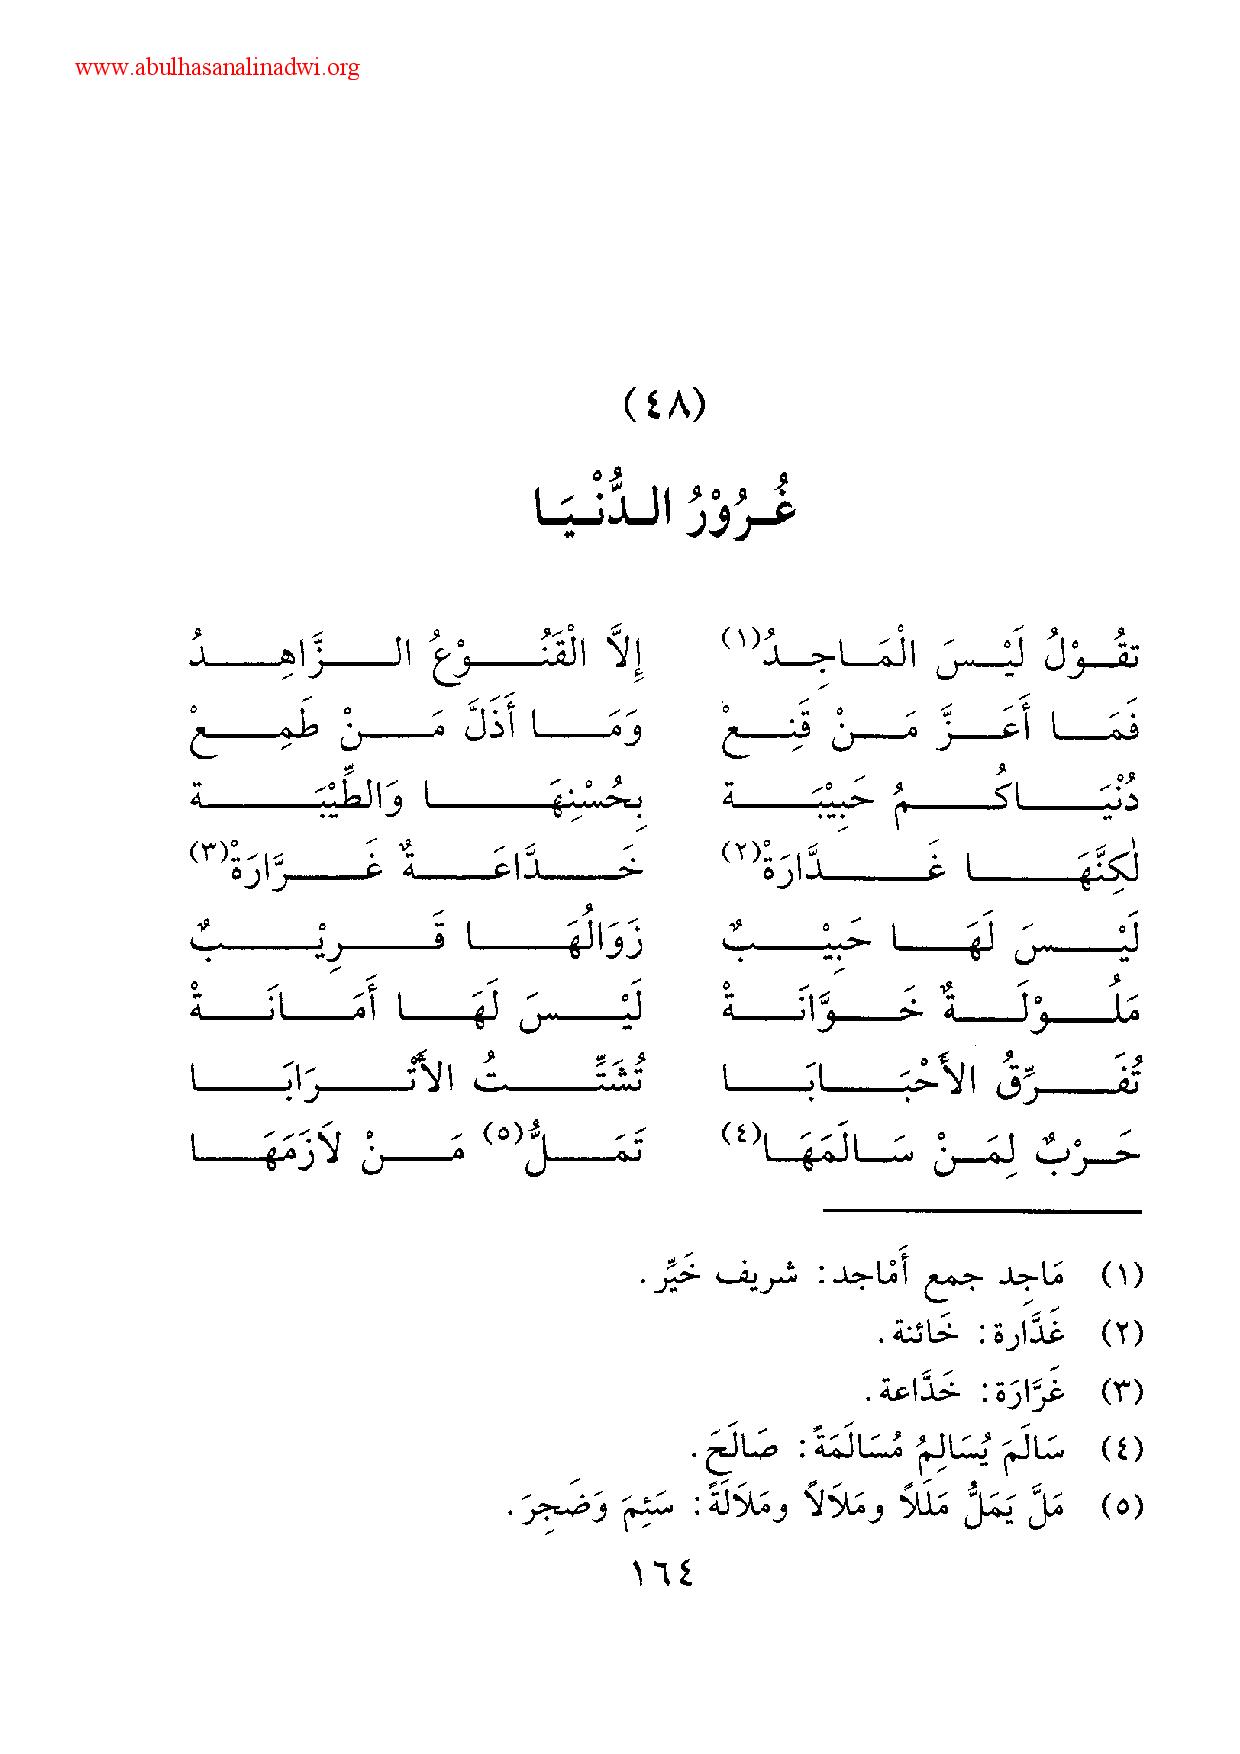 www.abulhasanalinadwi.org
(٤٨)
غُرُوْرُ الدُّنْيَا
تقُوْلُ لَيْسَ الْمَاجِدُ(١) إِلاَّ الْقَنُوْعُ الزَّاهِدُ
فَمَا أَعَزَّ مَنْ قَنِعْ وَمَا أَذَلَّ مَنْ طَمِعْ
دُنْيَاكُمُ حَبِيْبَة بِحُسْنِهَا وَالطِّيْبَة
لٰكِنَّهَا غَدَّارَةْ(٢) خَدَّاعَةٌ غَرَّارَةْ(٣)
لَيْسَ لَهَا حَبِيْبٌ زَوَالُهَا قَرِيْبٌ
مَلُوْلَةٌ خَوَّانَةْ لَيْسَ لَهَا أَمَانَةْ
تُفَرِّقُ الأَحْبَابَا تُشَتِّتُ الأَتْرَابَا
حَرْبٌ لِمَنْ سَالَمَهَا(٤) تَمَلُّ(٥) مَنْ لاَزَمَهَا
(١) مَاجِد جمع أَمْاجد: شريف خَيِّر.
(٢) غَدَّارة: خَائنة.
(٣) غَرَّارَة: خَدَّاعة.
(٤) سَالَمَ يُسَالِمُ مُسَالَمَةً: صَالَحَ.
(٥) مَلَّ يَمَلُّ مَلَلاً ومَلاَلاً ومَلاَلَةً: سَئِمَ وَضَجِرَ.
١٦٤